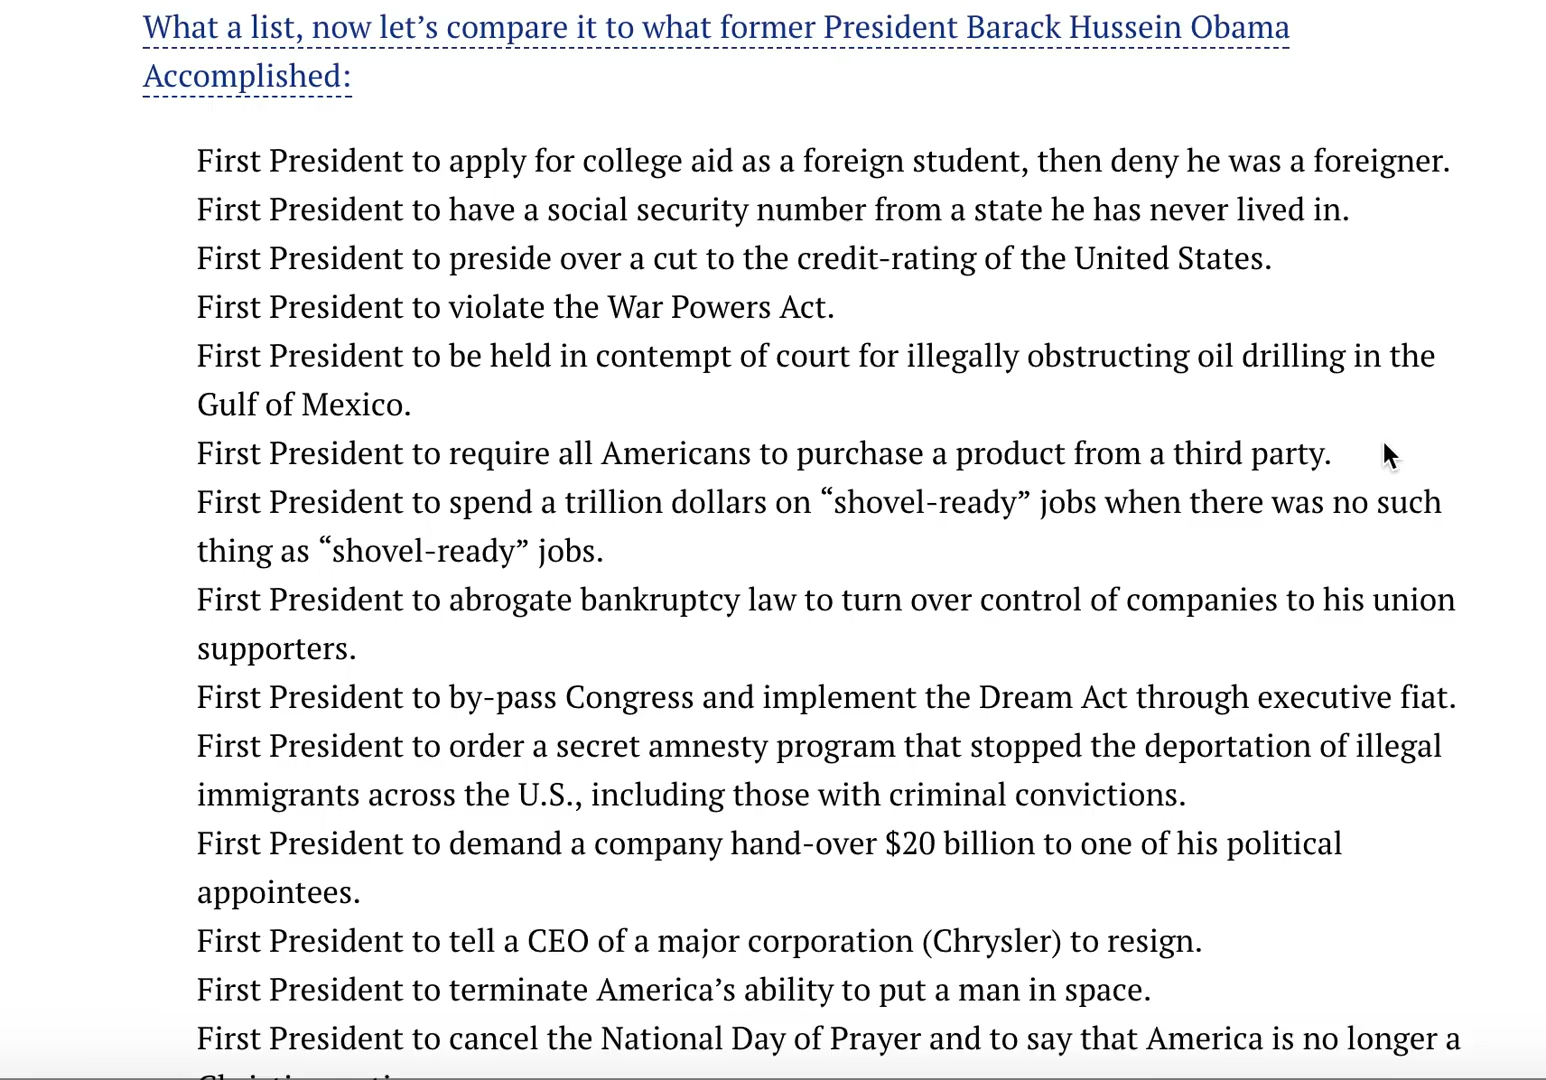 What a list, now let’s compare it to what former President Barack Hussein Obama
Accomplished:
First President to apply for college aid as a foreign student, then deny he was a foreigner.
First President to have a social security number from a state he has never lived in.
First President to preside over a cut to the credit-rating of the United States.
First President to violate the War Powers Act.
First President to be held in contempt of court for illegally obstructing oil drilling in the
Gulf of Mexico.
First President to require all Americans to purchase a product from a third party.
First President to spend a trillion dollars on “shovel-ready” jobs when there was no such
thing as “shovel-ready” jobs.
First President to abrogate bankruptcy law to turn over control of companies to his union
supporters.
First President to by-pass Congress and implement the Dream Act through executive fiat.
First President to order a secret amnesty program that stopped the deportation of illegal
immigrants across the U.S., including those with criminal convictions.
First President to demand a company hand-over $20 billion to one of his political
appointees.
First President to tell a CEO of a major corporation (Chrysler) to resign.
First President to terminate America’s ability to put a man in space.
First President to cancel the National Day of Prayer and to say that America is no longer a